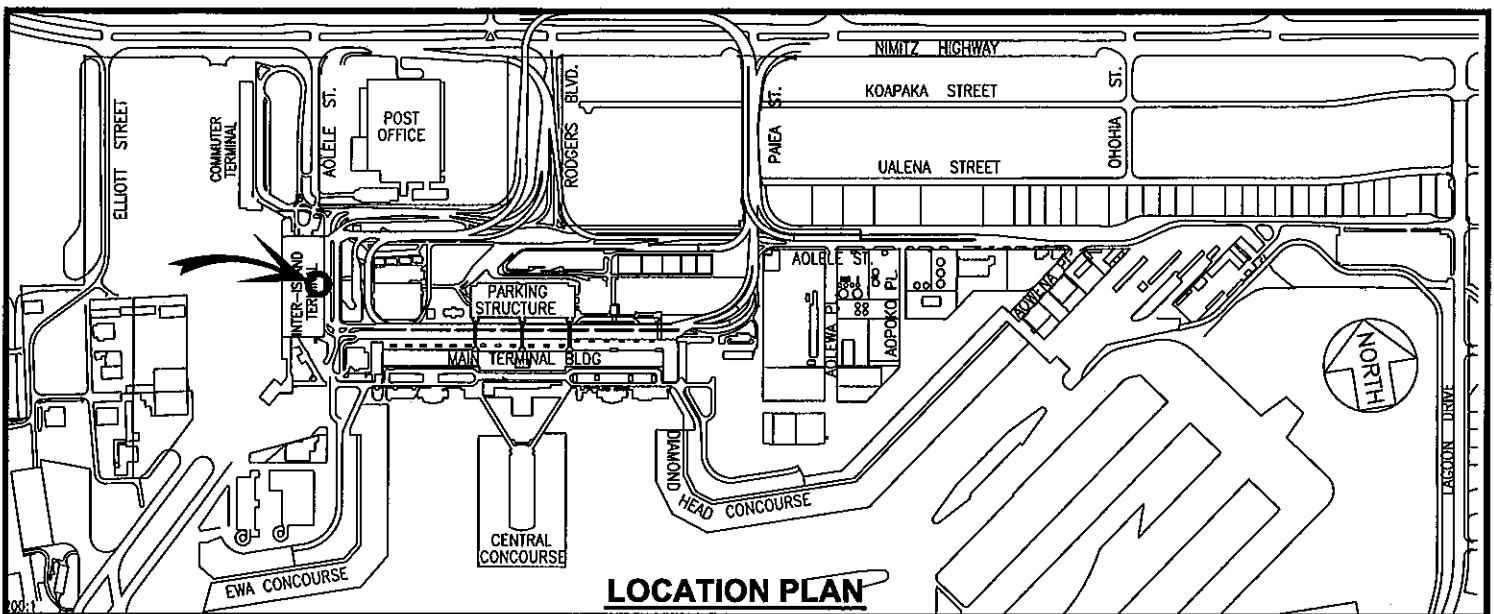 NIMITZ HIGHWAY
KOAPAKA STREET
UALENA STREET
ELLIOTT STREET
COMMUTER
TERMINAL
AOLELE ST.
POST
OFFICE
RODGERS BLVD.
PAIEA ST.
OHOHIA ST.
INTER-ISLAND
PARKING
STRUCTURE
MAIN TERMINAL BLDG
AOLELE ST.
AOLEWA PL.
AOPOKO PL.
AOWENA PL.
NORTH
LAGOON DRIVE
DIAMOND
HEAD CONCOURSE
CENTRAL
CONCOURSE
EWA CONCOURSE
LOCATION PLAN